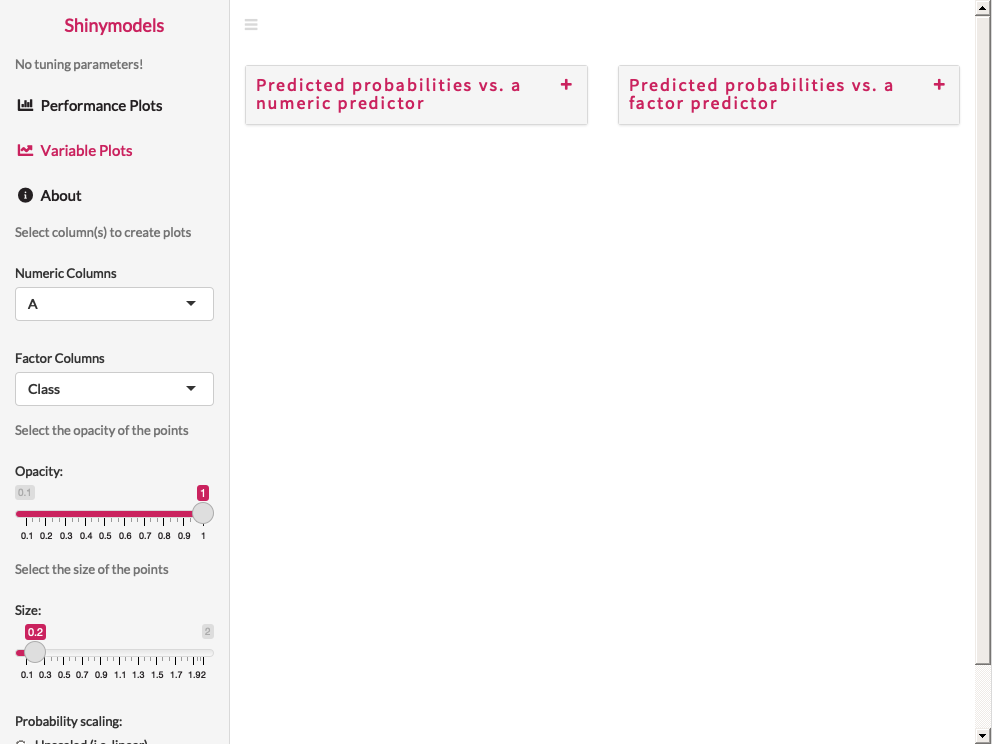 Shinymodels
No tuning parameters!
Performance Plots
Variable Plots
About
Select column(s) to create plots
Numeric Columns
A
Factor Columns
Class
Select the opacity of the points
Opacity:
0.1 1
0.1 0.2 0.3 0.4 0.5 0.6 0.7 0.8 0.9 1
Select the size of the points
Size:
0.2 2
0.1 0.3 0.5 0.7 0.9 1.1 1.3 1.5 1.7 1.92
Probability scaling:
Unscaled (i.e. linear)
Predicted probabilities vs. a
numeric predictor
Predicted probabilities vs. a
factor predictor